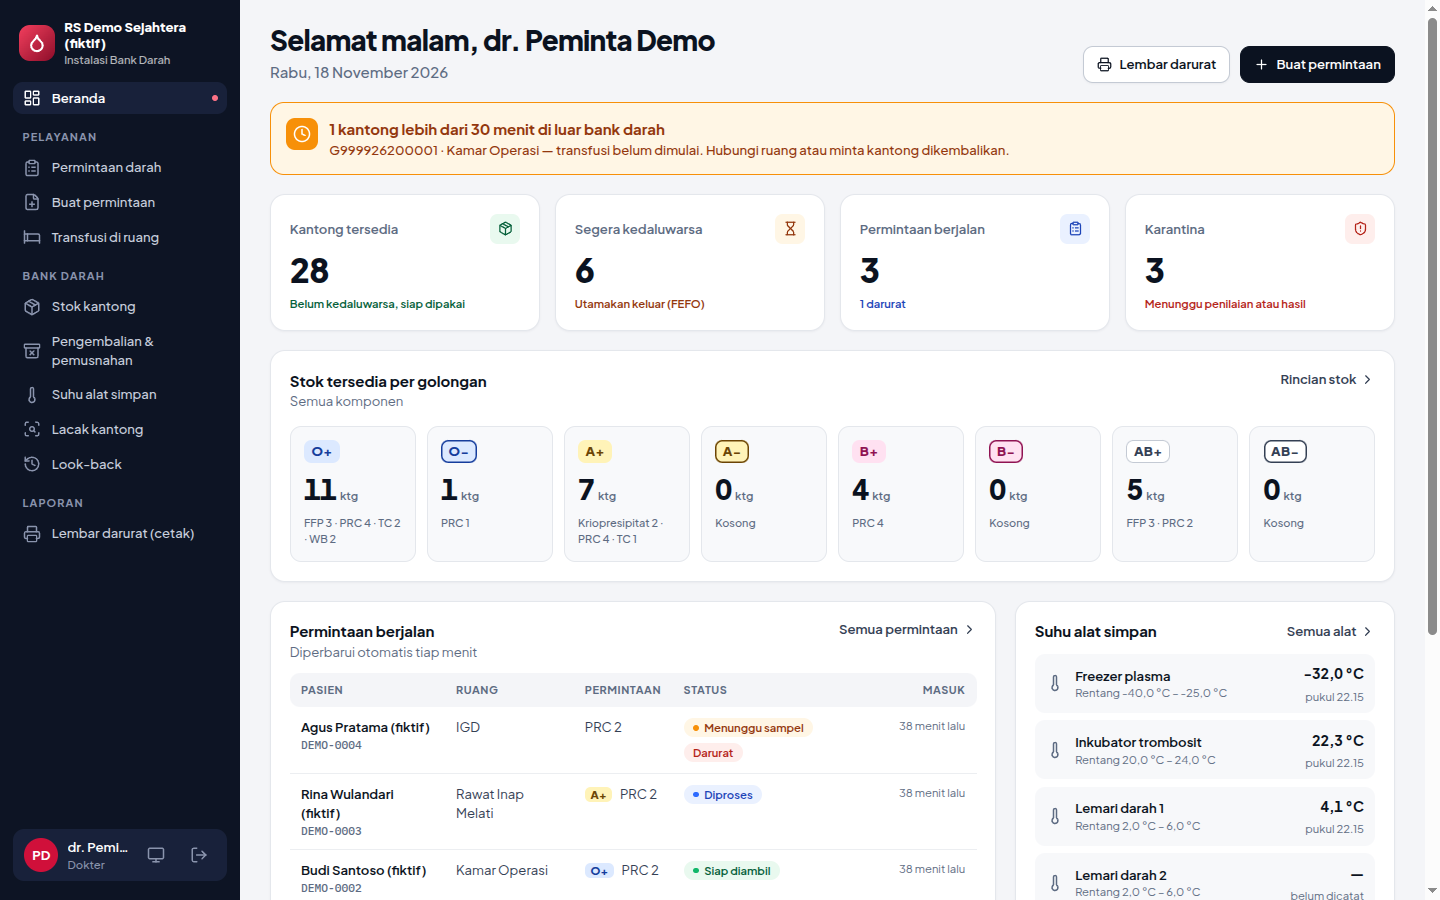 RS Demo Sejahtera
(fiktif)
Instalasi Bank Darah
Beranda
PELAYANAN
Permintaan darah
Buat permintaan
Transfusi di ruang
BANK DARAH
Stok kantong
Pengembalian &
pemusnahan
Suhu alat simpan
Lacak kantong
Look-back
LAPORAN
Lembar darurat (cetak)
PD
dr. Pemi...
Dokter
Selamat malam, dr. Peminta Demo
Rabu, 18 November 2026
Lembar darurat
Buat permintaan
1 kantong lebih dari 30 menit di luar bank darah
G999926200001 · Kamar Operasi — transfusi belum dimulai. Hubungi ruang atau minta kantong dikembalikan.
Kantong tersedia
28
Belum kedaluwarsa, siap dipakai
Segera kedaluwarsa
6
Utamakan keluar (FEFO)
Permintaan berjalan
3
1 darurat
Karantina
3
Menunggu penilaian atau hasil
Stok tersedia per golongan
Semua komponen
Rincian stok
O+
11 ktg
FFP 3 · PRC 4 · TC 2
· WB 2
O−
1 ktg
PRC 1
A+
7 ktg
Kriopresipitat 2 ·
PRC 4 · TC 1
A−
0 ktg
Kosong
B+
4 ktg
PRC 4
B−
0 ktg
Kosong
AB+
5 ktg
FFP 3 · PRC 2
AB−
0 ktg
Kosong
Permintaan berjalan
Diperbarui otomatis tiap menit
Semua permintaan
PASIEN RUANG PERMINTAAN STATUS MASUK
Agus Pratama (fiktif) IGD PRC 2 Menunggu sampel 38 menit lalu
DEMO-0004 Darurat
Rina Wulandari Rawat Inap A+ PRC 2 Diproses 38 menit lalu
(fiktif) Melati
DEMO-0003
Budi Santoso (fiktif) Kamar Operasi O+ PRC 2 Siap diambil 38 menit lalu
DEMO-0002
Suhu alat simpan
Semua alat
Freezer plasma −32,0 °C
Rentang -40,0 °C – -25,0 °C pukul 22.15
Inkubator trombosit 22,3 °C
Rentang 20,0 °C – 24,0 °C pukul 22.15
Lemari darah 1 4,1 °C
Rentang 2,0 °C – 6,0 °C pukul 22.15
Lemari darah 2 —
Rentang 2,0 °C – 6,0 °C belum dicatat